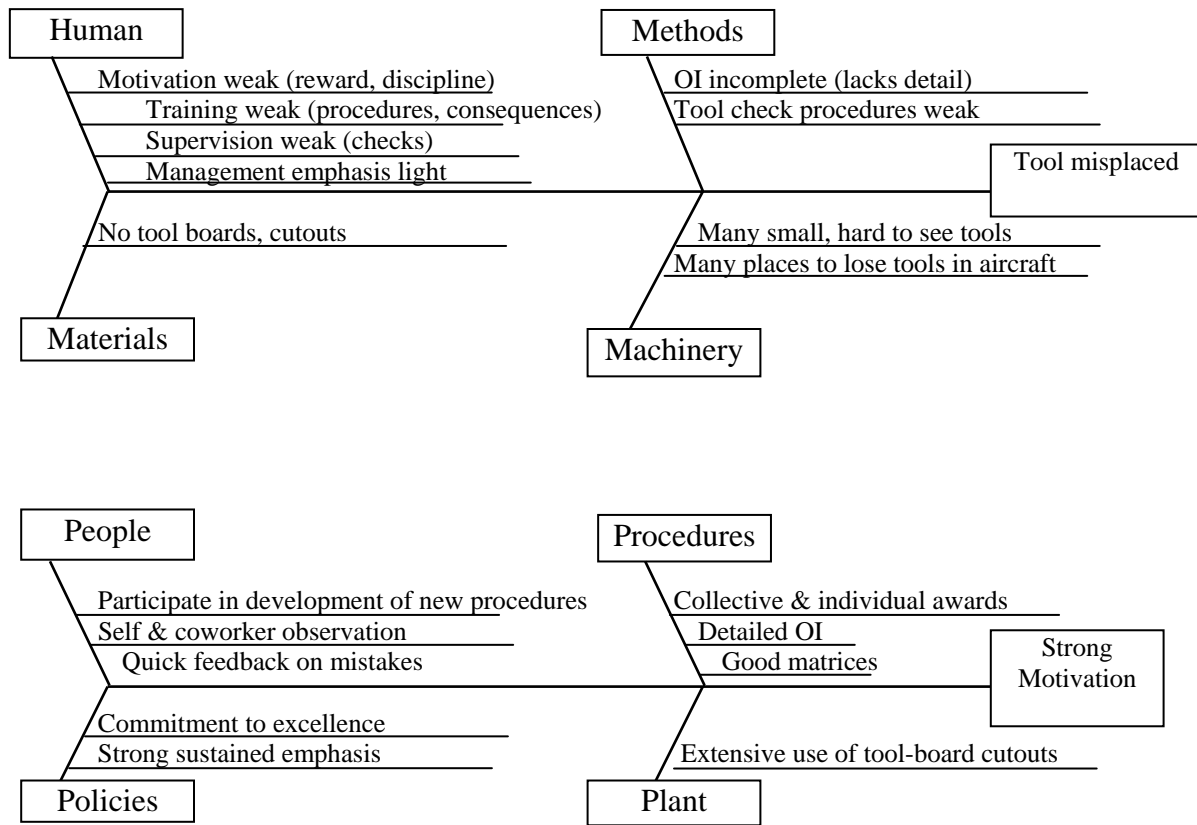 Human
Methods
Motivation weak (reward, discipline)
Training weak (procedures, consequences)
Supervision weak (checks)
Management emphasis light
OI incomplete (lacks detail)
Tool check procedures weak
Tool misplaced
No tool boards, cutouts
Many small, hard to see tools
Many places to lose tools in aircraft
Materials
Machinery
People
Procedures
Participate in development of new procedures
Self & coworker observation
Quick feedback on mistakes
Collective & individual awards
Detailed OI
Good matrices
Strong
Motivation
Commitment to excellence
Strong sustained emphasis
Extensive use of tool-board cutouts
Policies
Plant